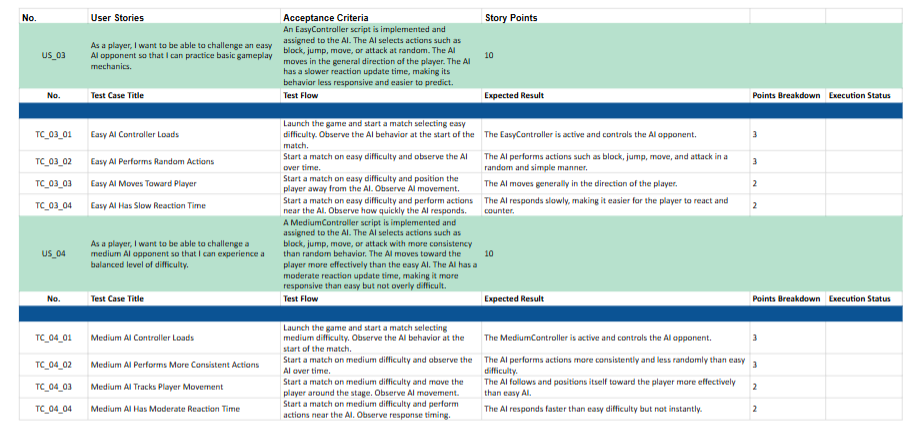 No. User Stories Acceptance Criteria Story Points
US_03
As a player, I want to be able to challenge an easy
AI opponent so that I can practice basic gameplay
mechanics.
An EasyController script is implemented and
assigned to the AI. The AI selects actions such as
block, jump, move, or attack at random. The AI
moves in the general direction of the player. The AI
has a slower reaction update time, making its
behavior less responsive and easier to predict.
10
No. Test Case Title Test Flow Expected Result Points Breakdown Execution Status
TC_03_01
Easy AI Controller Loads
Launch the game and start a match selecting easy
difficulty. Observe the AI behavior at the start of the
match.
The EasyController is active and controls the AI opponent.
3
TC_03_02
Easy AI Performs Random Actions
Start a match on easy difficulty and observe the AI
over time.
The AI performs actions such as block, jump, move, and attack in a
random and simple manner.
3
TC_03_03
Easy AI Moves Toward Player
Start a match on easy difficulty and position the
player away from the AI. Observe AI movement.
The AI moves generally in the direction of the player.
2
TC_03_04
Easy AI Has Slow Reaction Time
Start a match on easy difficulty and perform actions
near the AI. Observe how quickly the AI responds.
The AI responds slowly, making it easier for the player to react and
counter.
2
US_04
As a player, I want to be able to challenge a
medium AI opponent so that I can experience a
balanced level of difficulty.
A MediumController script is implemented and
assigned to the AI. The AI selects actions such as
block, jump, move, or attack with more consistency
than random behavior. The AI moves toward the
player more effectively than the easy AI. The AI has a
moderate reaction update time, making it more
responsive than easy but not overly difficult.
10
No. Test Case Title Test Flow Expected Result Points Breakdown Execution Status
TC_04_01
Medium AI Controller Loads
Launch the game and start a match selecting
medium difficulty. Observe the AI behavior at the
start of the match.
The MediumController is active and controls the AI opponent.
3
TC_04_02
Medium AI Performs More Consistent Actions
Start a match on medium difficulty and observe the
AI over time.
The AI performs actions more consistently and less randomly than easy
difficulty.
3
TC_04_03
Medium AI Tracks Player Movement
Start a match on medium difficulty and move the
player around the stage. Observe AI movement.
The AI follows and positions itself toward the player more effectively
than easy AI.
2
TC_04_04
Medium AI Has Moderate Reaction Time
Start a match on medium difficulty and perform
actions near the AI. Observe response timing.
The AI responds faster than easy difficulty but not instantly.
2